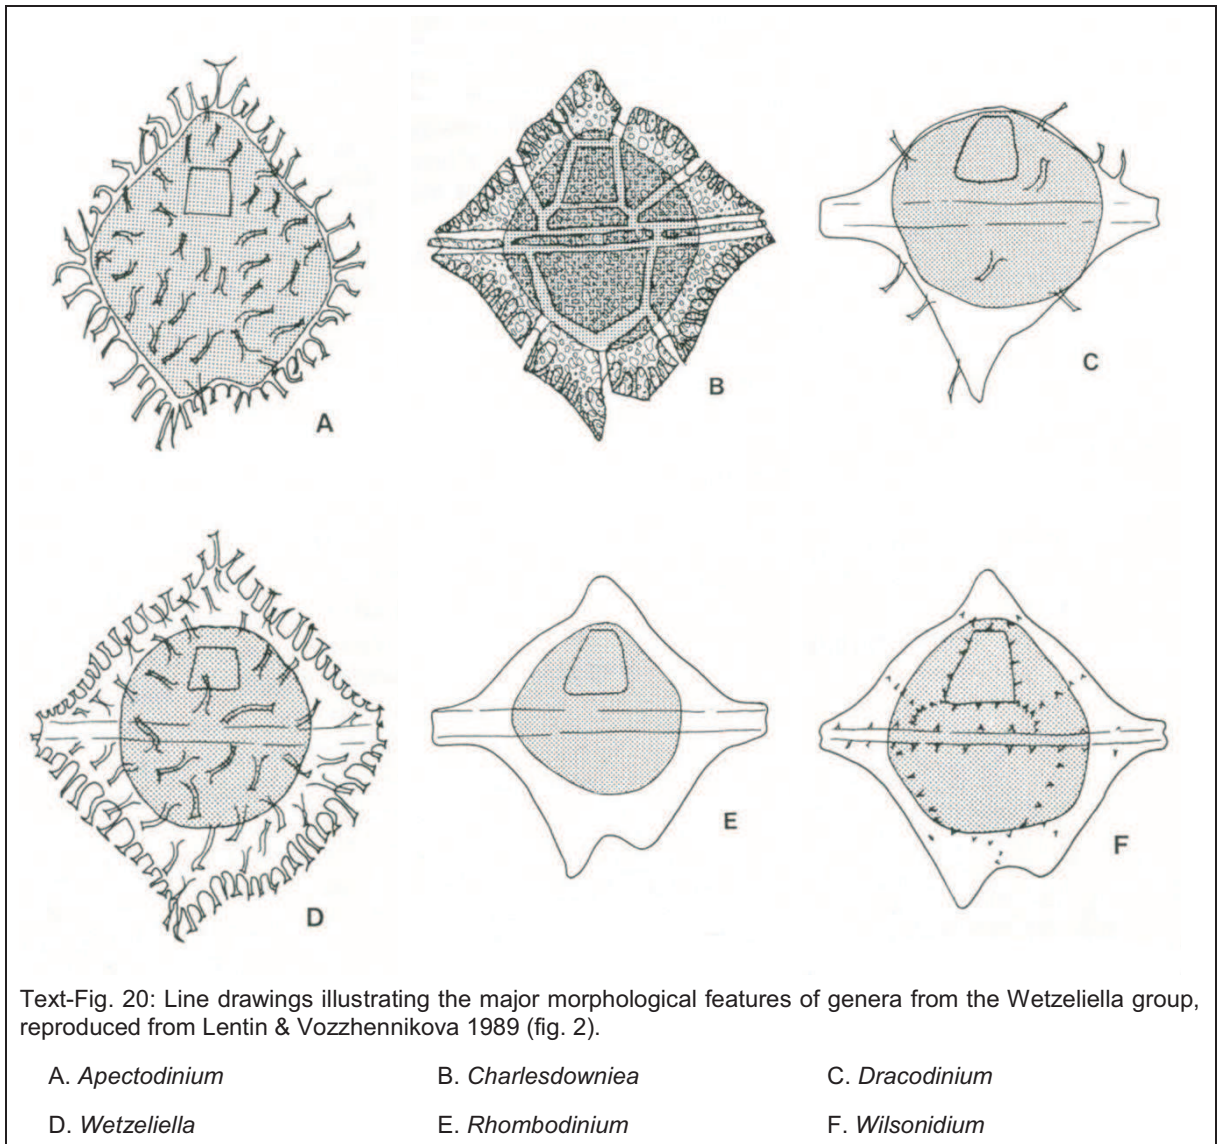 A
B
C
D
E
F
Text-Fig. 20: Line drawings illustrating the major morphological features of genera from the Wetzeliella group,
reproduced from Lentin & Vozzhennikova 1989 (fig. 2).
A. Apectodinium
B. Charlesdowniea
C. Dracodinium
D. Wetzeliella
E. Rhombodinium
F. Wilsonidium